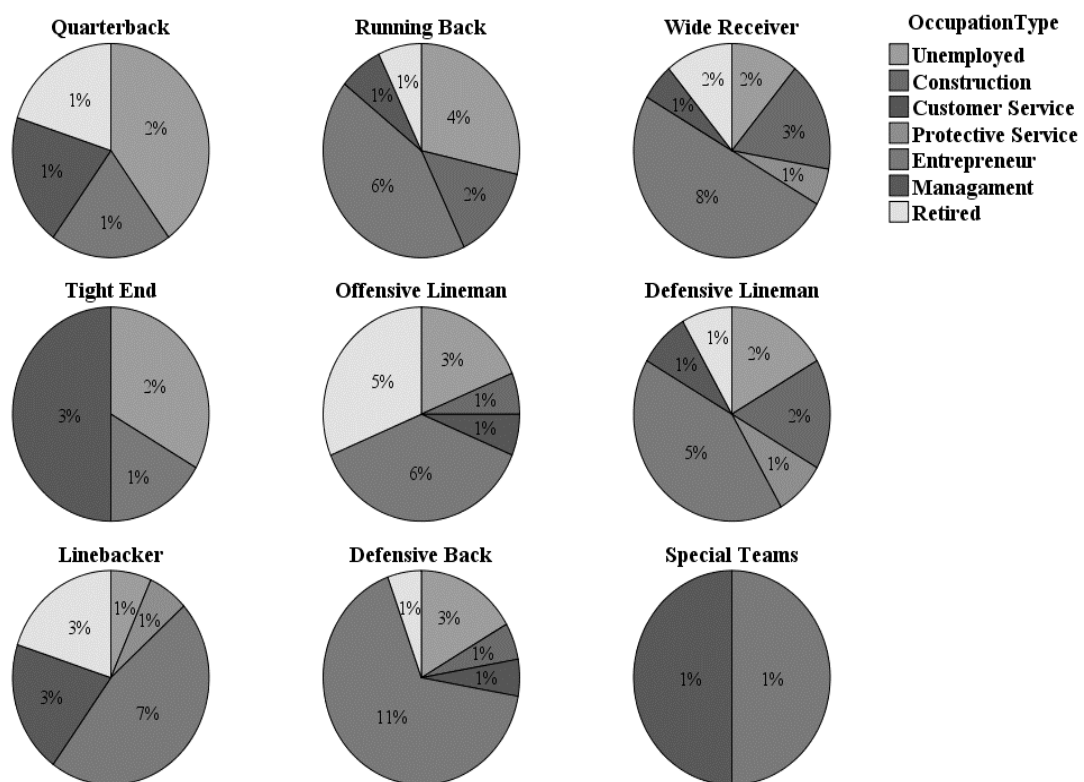 Quarterback
Running Back
Wide Receiver
OccupationType
Unemployed
Construction
Customer Service
Protective Service
Entrepreneur
Managament
Retired
1%
2%
1%
1%
1%
1%
4%
6%
2%
2%
2%
1%
3%
1%
8%
Tight End
Offensive Lineman
Defensive Lineman
2%
3%
1%
3%
5%
1%
1%
6%
1%
2%
1%
2%
5%
1%
Linebacker
Defensive Back
Special Teams
1%
1%
3%
3%
7%
1%
3%
1%
1%
11%
1%
1%